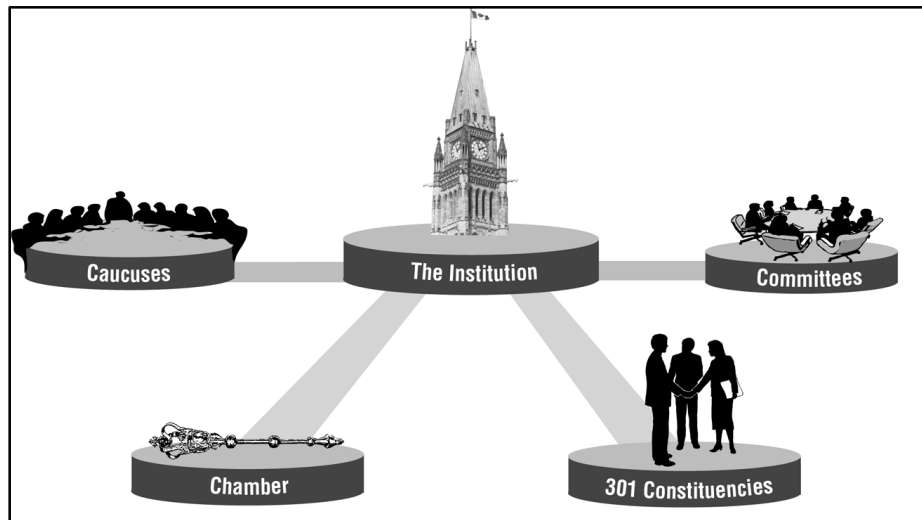 Caucuses
The Institution
Committees
Chamber
301 Constituencies